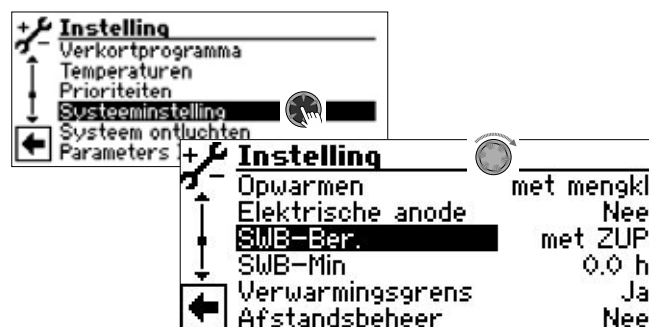 Instelling
Verkortprogramma
Temperaturen
Prioriteiten
Systeeminstelling
Systeem ontluchten
Parameters
Instelling
Opwarmen met mengkl
Elektrische anode Nee
SWB-Ber. met ZUP
SWB-Min 0.0 h
Verwarmingsgrens Ja
Afstandsbeheer Nee